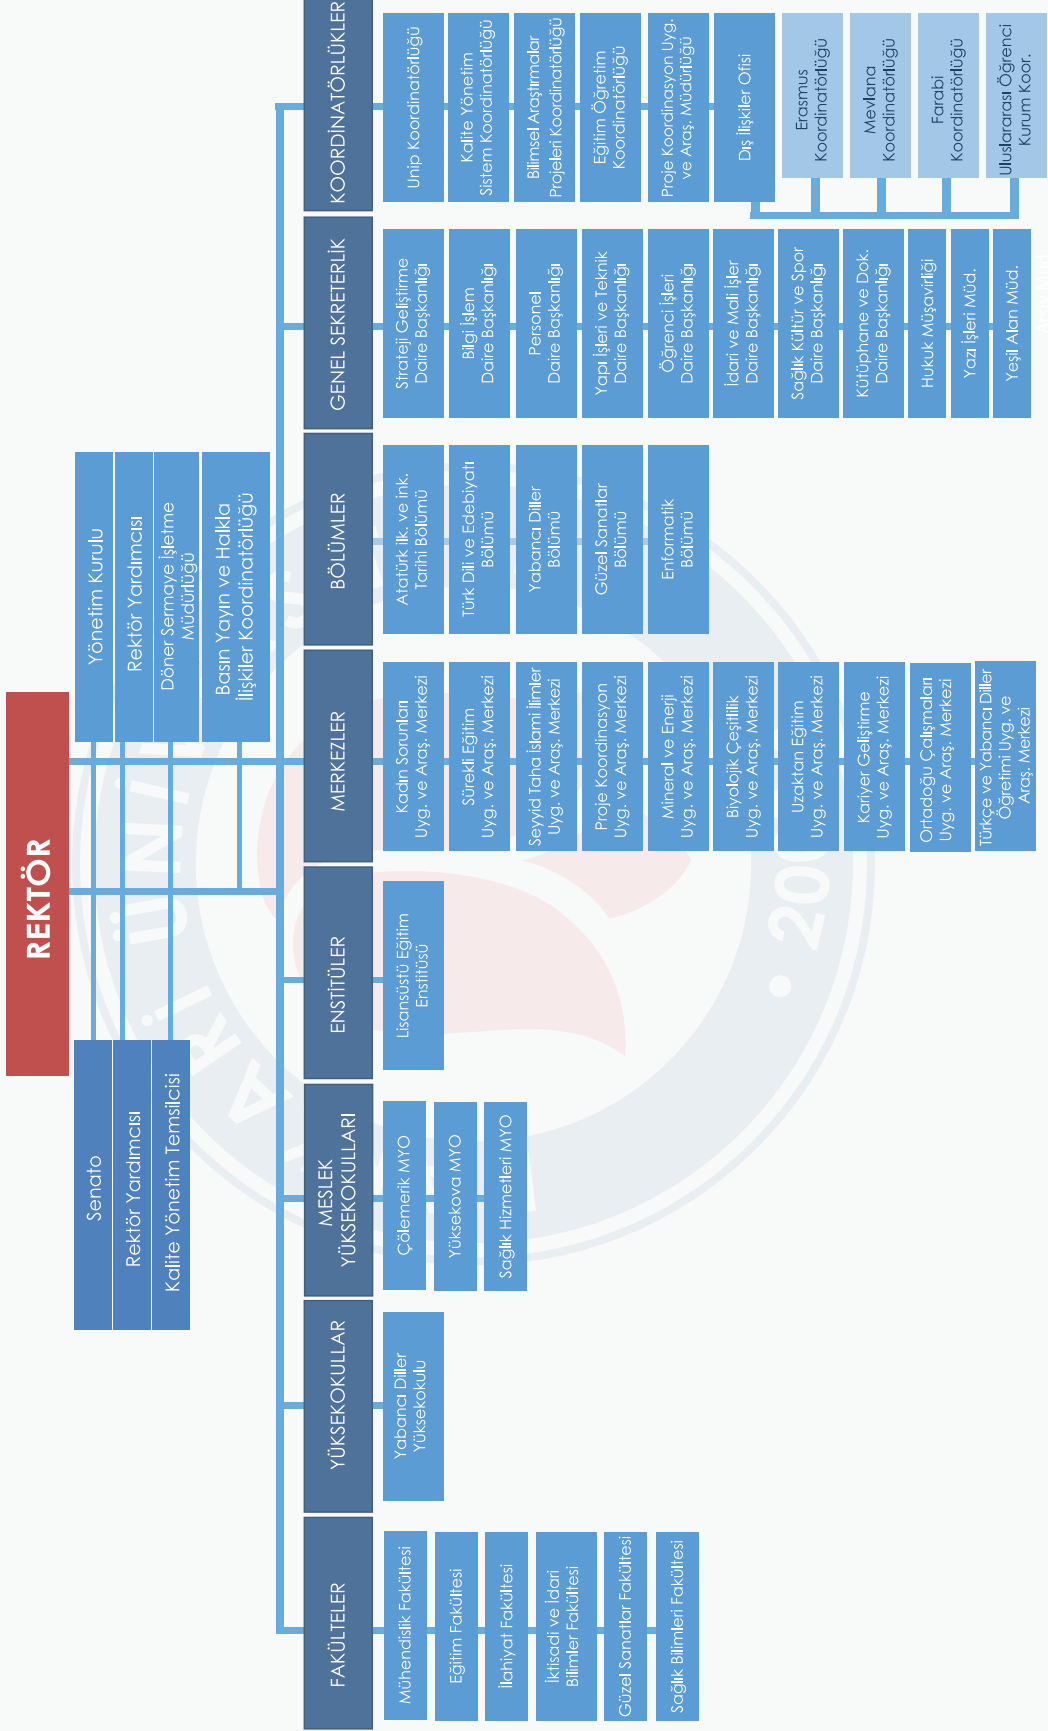 REKTÖR
Senato
Rektör Yardımcısı
Kalite Yönetim Temsilcisi
Yönetim Kurulu
Rektör Yardımcısı
Döner Sermaye İşletme
Müdürlüğü
Basın Yayın ve Halkla
İlişkiler Koordinatörlüğü
FAKÜLTELER
Mühendislik Fakültesi
Eğitim Fakültesi
İlahiyat Fakültesi
İktisadi ve İdari
Bilimler Fakültesi
Güzel Sanatlar Fakültesi
Sağlık Bilimleri Fakültesi
YÜKSEKOKULLAR
Yabancı Diller
Yüksekokulu
MESLEK
YÜKSEKOKULLARI
Çölemerik MYO
Yüksekova MYO
Sağlık Hizmetleri MYO
ENSTİTÜLER
Lisansüstü Eğitim
Enstitüsü
MERKEZLER
Kadın Sorunları
Uyg. ve Araş. Merkezi
Sürekli Eğitim
Uyg. ve Araş. Merkezi
Seyyid Taha İslami İlimler
Uyg. ve Araş. Merkezi
Proje Koordinasyon
Uyg. ve Araş. Merkezi
Mineral ve Enerji
Uyg. ve Araş. Merkezi
Biyolojik Çeşitlilik
Uyg. ve Araş. Merkezi
Uzaktan Eğitim
Uyg. ve Araş. Merkezi
Kariyer Geliştirme
Uyg. ve Araş. Merkezi
Ortadoğu Çalışmaları
Uyg. ve Araş. Merkezi
Türkçe ve Yabancı Diller
Öğretimi Uyg. ve
Araş. Merkezi
BÖLÜMLER
Atatürk ilk. ve ink.
Tarihi Bölümü
Türk Dili ve Edebiyatı
Bölümü
Yabancı Diller
Bölümü
Güzel Sanatlar
Bölümü
Enformatik
Bölümü
GENEL SEKRETERLİK
Strateji Geliştirme
Daire Başkanlığı
Bilgi İşlem
Daire Başkanlığı
Personel
Daire Başkanlığı
Yapı İşleri ve Teknik
Daire Başkanlığı
Öğrenci İşleri
Daire Başkanlığı
İdari ve Mali İşler
Daire Başkanlığı
Sağlık Kültür ve Spor
Daire Başkanlığı
Kütüphane ve Dok.
Daire Başkanlığı
Hukuk Müşavirliği
Yazı İşleri Müd.
Yeşil Alan Müd.
KOORDİNATÖRLÜKLER
Unip Koordinatörlüğü
Kalite Yönetim
Sistem Koordinatörlüğü
Bilimsel Araştırmalar
Projeleri Koordinatörlüğü
Eğitim Öğretim
Koordinatörlüğü
Proje Koordinasyon Uyg.
ve Araş. Müdürlüğü
Dış İlişkiler Ofisi
Erasmus
Koordinatörlüğü
Mevlana
Koordinatörlüğü
Farabi
Koordinatörlüğü
Uluslararası Öğrenci
Kurum Koor.